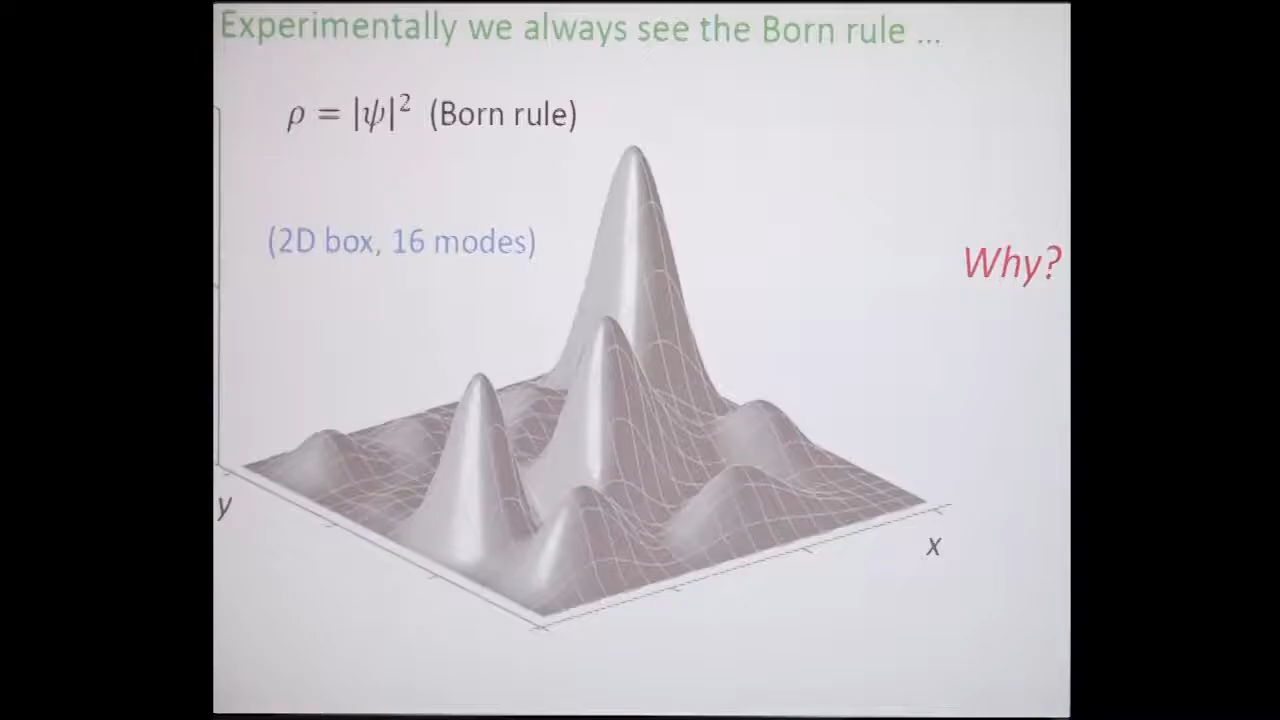 Experimentally we always see the Born rule ...
ρ = |ψ|² (Born rule)
(2D box, 16 modes)
Why?
y
x